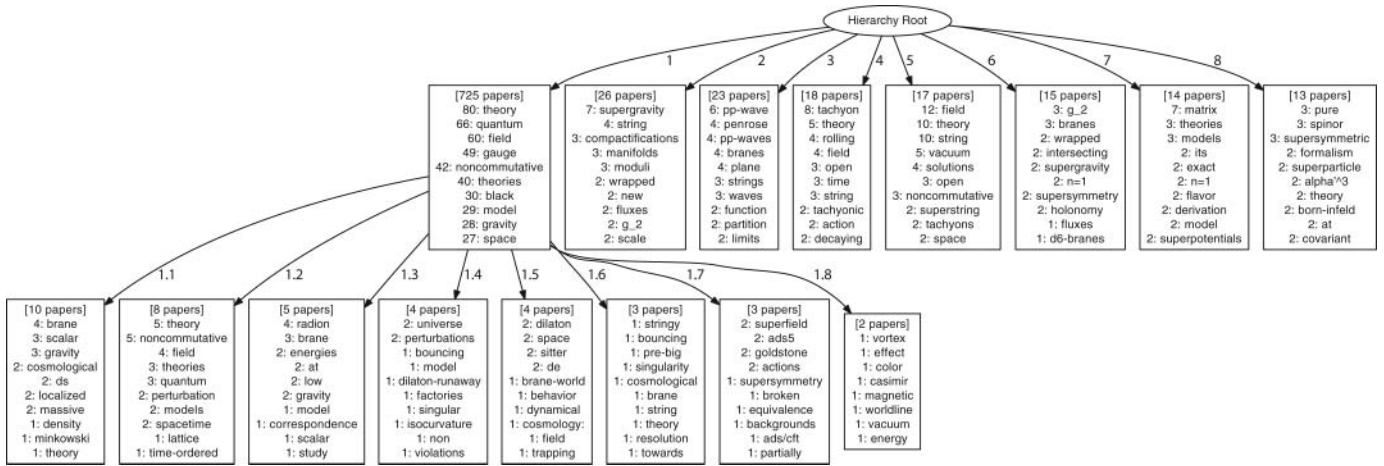 Hierarchy Root
1
2
3
4
5
6
7
8
[725 papers]
80: theory
66: quantum
60: field
49: gauge
42: noncommutative
40: theories
30: black
29: model
28: gravity
27: space
[26 papers]
7: supergravity
4: string
3: compactifications
3: manifolds
3: moduli
2: wrapped
2: new
2: fluxes
2: g_2
2: scale
[23 papers]
6: pp-wave
4: penrose
4: pp-waves
4: branes
4: plane
3: strings
3: waves
2: function
2: partition
2: limits
[18 papers]
8: tachyon
5: theory
4: rolling
4: field
3: open
3: time
3: string
2: tachyonic
2: action
2: decaying
[17 papers]
12: field
10: theory
10: string
5: vacuum
4: solutions
3: open
3: noncommutative
2: superstring
2: tachyons
2: space
[15 papers]
3: g_2
3: branes
2: wrapped
2: intersecting
2: supergravity
2: n=1
2: supersymmetry
2: holonomy
1: fluxes
1: d6-branes
[14 papers]
7: matrix
3: theories
3: models
2: its
2: exact
2: n=1
2: flavor
2: derivation
2: model
2: superpotentials
[13 papers]
3: pure
3: spinor
3: supersymmetric
2: formalism
2: superparticle
2: alpha'^3
2: theory
2: born-infeld
2: at
2: covariant
1.1
1.2
1.3
1.4
1.5
1.6
1.7
1.8
[10 papers]
4: brane
3: scalar
3: gravity
2: cosmological
2: ds
2: localized
2: massive
1: density
1: minkowski
1: theory
[8 papers]
5: theory
5: noncommutative
4: field
3: theories
3: quantum
2: perturbation
2: models
2: spacetime
1: lattice
1: time-ordered
[5 papers]
4: radion
3: brane
2: energies
2: at
2: low
2: gravity
1: model
1: correspondence
1: scalar
1: study
[4 papers]
2: universe
2: perturbations
1: bouncing
1: model
1: dilaton-runaway
1: factories
1: singular
1: isocurvature
1: non
1: violations
[4 papers]
2: dilaton
2: space
2: sitter
2: de
1: brane-world
1: behavior
1: dynamical
1: cosmology:
1: field
1: trapping
[3 papers]
1: stringy
1: bouncing
1: pre-big
1: singularity
1: cosmological
1: brane
1: string
1: theory
1: resolution
1: towards
[3 papers]
2: superfield
2: ads5
2: goldstone
2: actions
1: supersymmetry
1: broken
1: equivalence
1: backgrounds
1: ads/cft
1: partially
[2 papers]
1: vortex
1: effect
1: color
1: casimir
1: magnetic
1: worldline
1: vacuum
1: energy